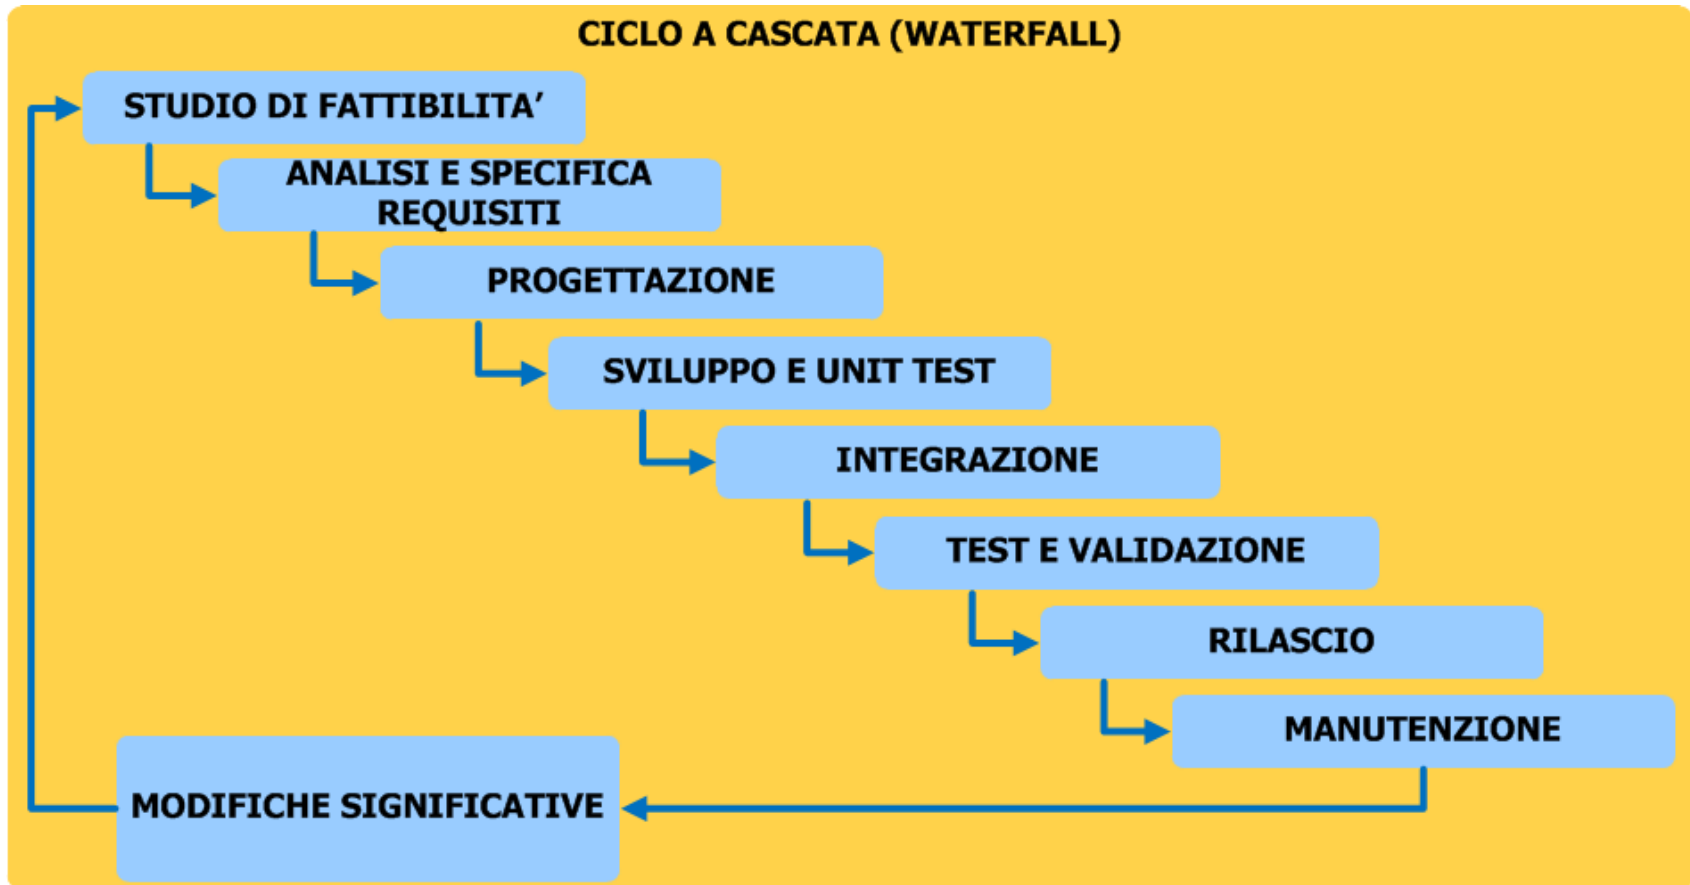 CICLO A CASCATA (WATERFALL)
STUDIO DI FATTIBILITA’
ANALISI E SPECIFICA
REQUISITI
PROGETTAZIONE
SVILUPPO E UNIT TEST
INTEGRAZIONE
TEST E VALIDAZIONE
RILASCIO
MANUTENZIONE
MODIFICHE SIGNIFICATIVE